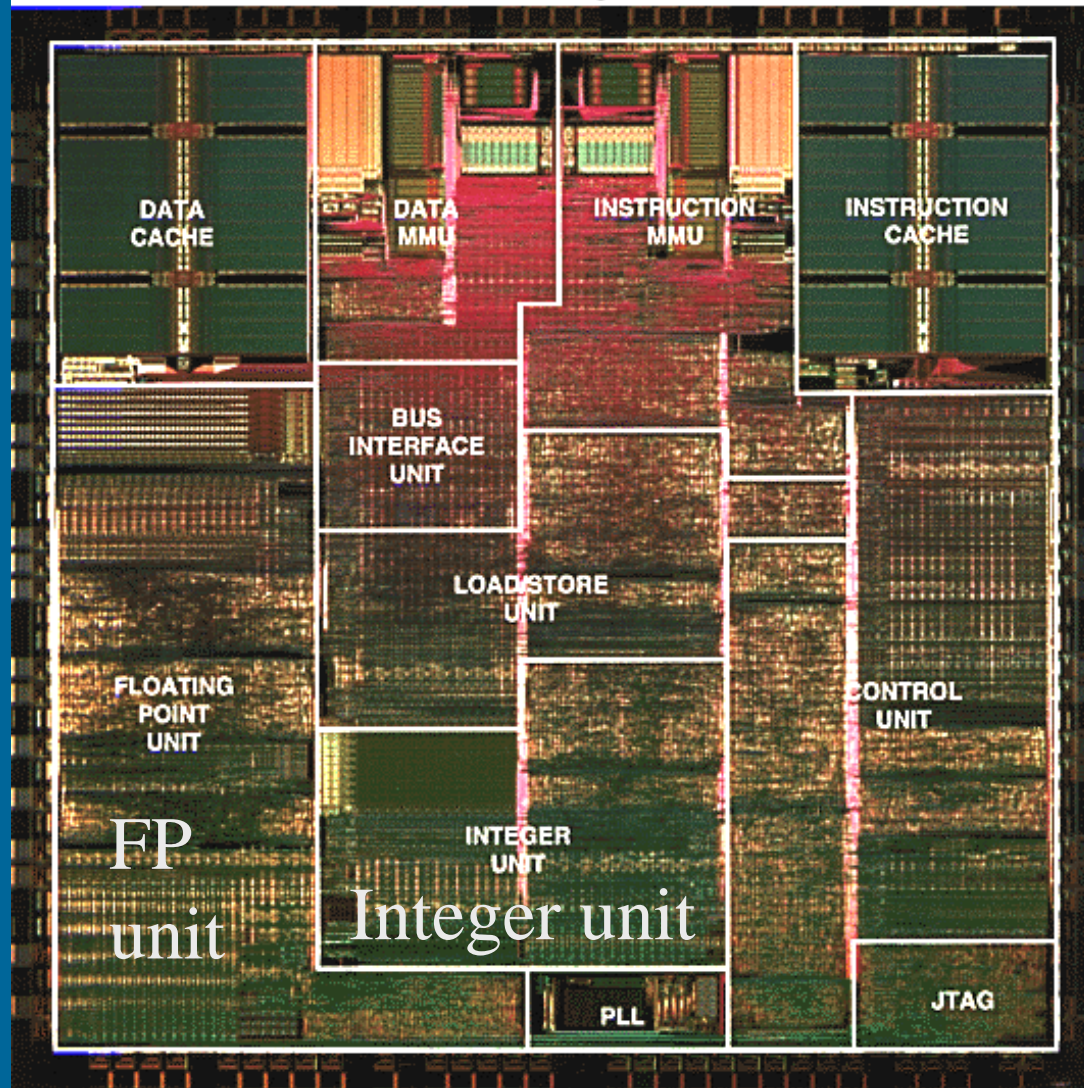 DATA
CACHE
DATA
MMU
INSTRUCTION
MMU
INSTRUCTION
CACHE
BUS
INTERFACE
UNIT
LOAD/STORE
UNIT
FLOATING
POINT
UNIT
CONTROL
UNIT
INTEGER
UNIT
FP
unit
Integer unit
PLL
JTAG